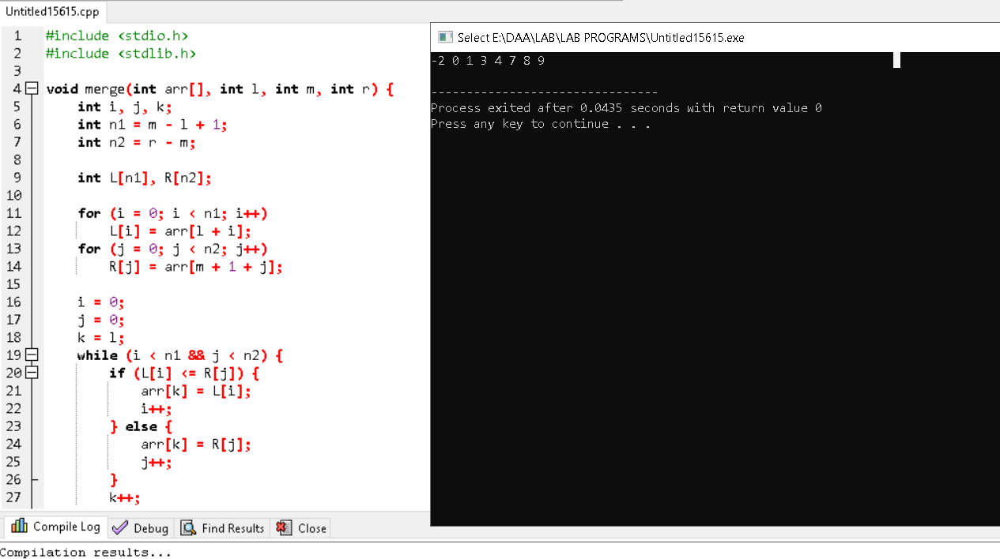 Untitled15615.cpp
1 #include <stdio.h>
2 #include <stdlib.h>
3
4 void merge(int arr[], int l, int m, int r) {
5     int i, j, k;
6     int n1 = m - l + 1;
7     int n2 = r - m;
8
9     int L[n1], R[n2];
10
11     for (i = 0; i < n1; i++)
12         L[i] = arr[l + i];
13     for (j = 0; j < n2; j++)
14         R[j] = arr[m + 1 + j];
15
16     i = 0;
17     j = 0;
18     k = l;
19     while (i < n1 && j < n2) {
20         if (L[i] <= R[j]) {
21             arr[k] = L[i];
22             i++;
23         } else {
24             arr[k] = R[j];
25             j++;
26         }
27         k++;
Select E:\DAA\LAB\LAB PROGRAMS\Untitled15615.exe
-2 0 1 3 4 7 8 9
--------------------------------
Process exited after 0.0435 seconds with return value 0
Press any key to continue . . .
Compile Log Debug Find Results Close
Compilation results...